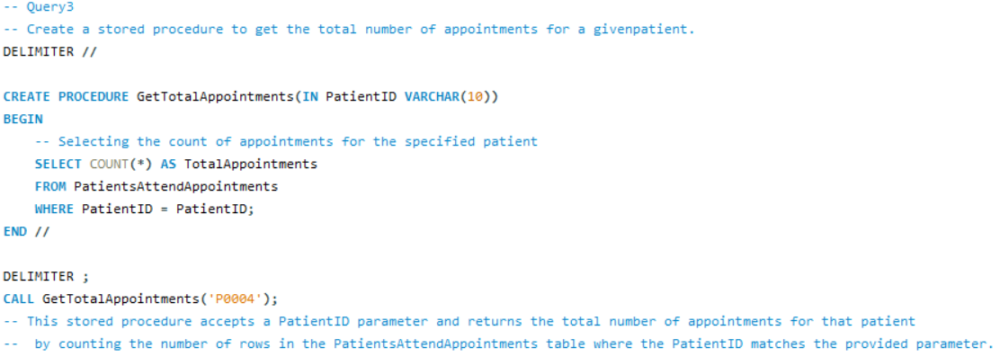 -- Query3
-- Create a stored procedure to get the total number of appointments for a givenpatient.
DELIMITER //
CREATE PROCEDURE GetTotalAppointments(IN PatientID VARCHAR(10))
BEGIN
-- Selecting the count of appointments for the specified patient
SELECT COUNT(*) AS TotalAppointments
FROM PatientsAttendAppointments
WHERE PatientID = PatientID;
END //
DELIMITER ;
CALL GetTotalAppointments('P0004');
-- This stored procedure accepts a PatientID parameter and returns the total number of appointments for that patient
--  by counting the number of rows in the PatientsAttendAppointments table where the PatientID matches the provided parameter.